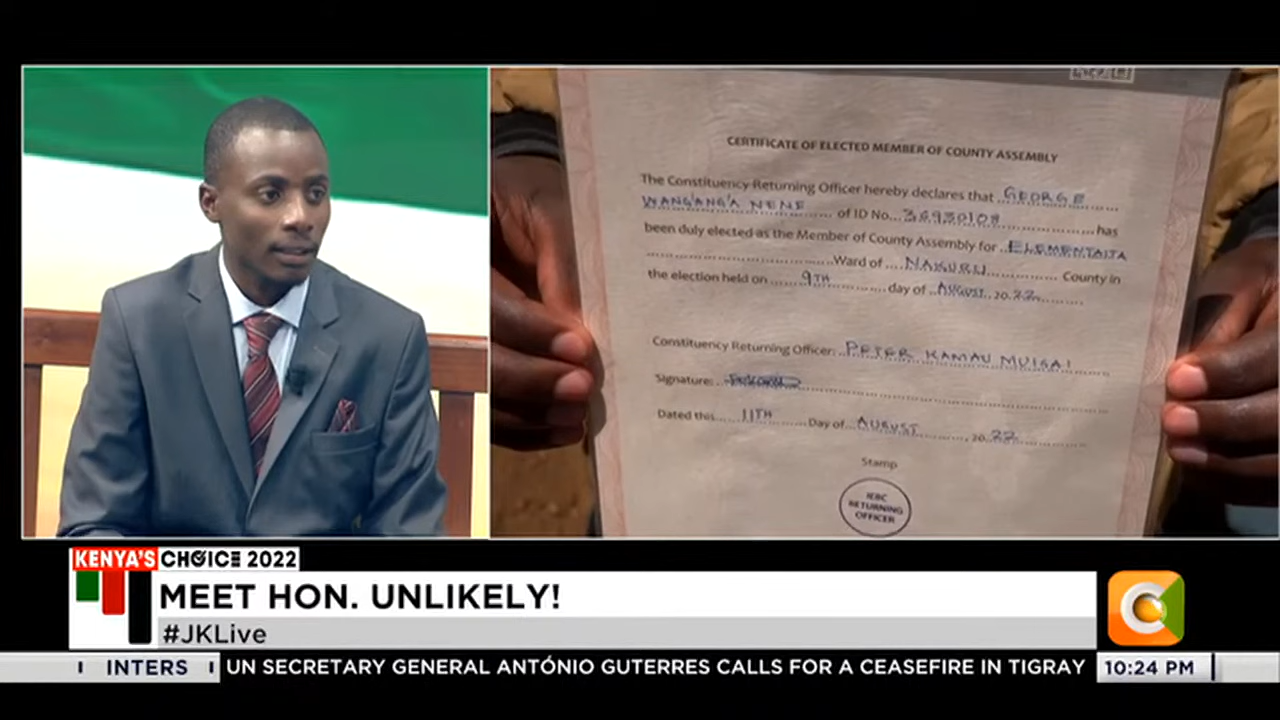 CERTIFICATE OF ELECTED MEMBER OF COUNTY ASSEMBLY
The Constituency Returning Officer hereby declares that GEORGE
WANG'ANG'A NENE of ID No. 36930108 has
been duly elected as the Member of County Assembly for ELEMENTAITA
Ward of NAKURU County in
the election held on 9TH day of AUGUST 2022
Constituency Returning Officer: PETER KAMAU MUIGAI
Signature:
Dated this 11TH Day of AUGUST, 2022
Stamp
IEBC
RETURNING
OFFICER
KENYA'S CHOICE 2022
MEET HON. UNLIKELY!
#JKLive
INTERS UN SECRETARY GENERAL ANTÓNIO GUTERRES CALLS FOR A CEASEFIRE IN TIGRAY 10:24 PM